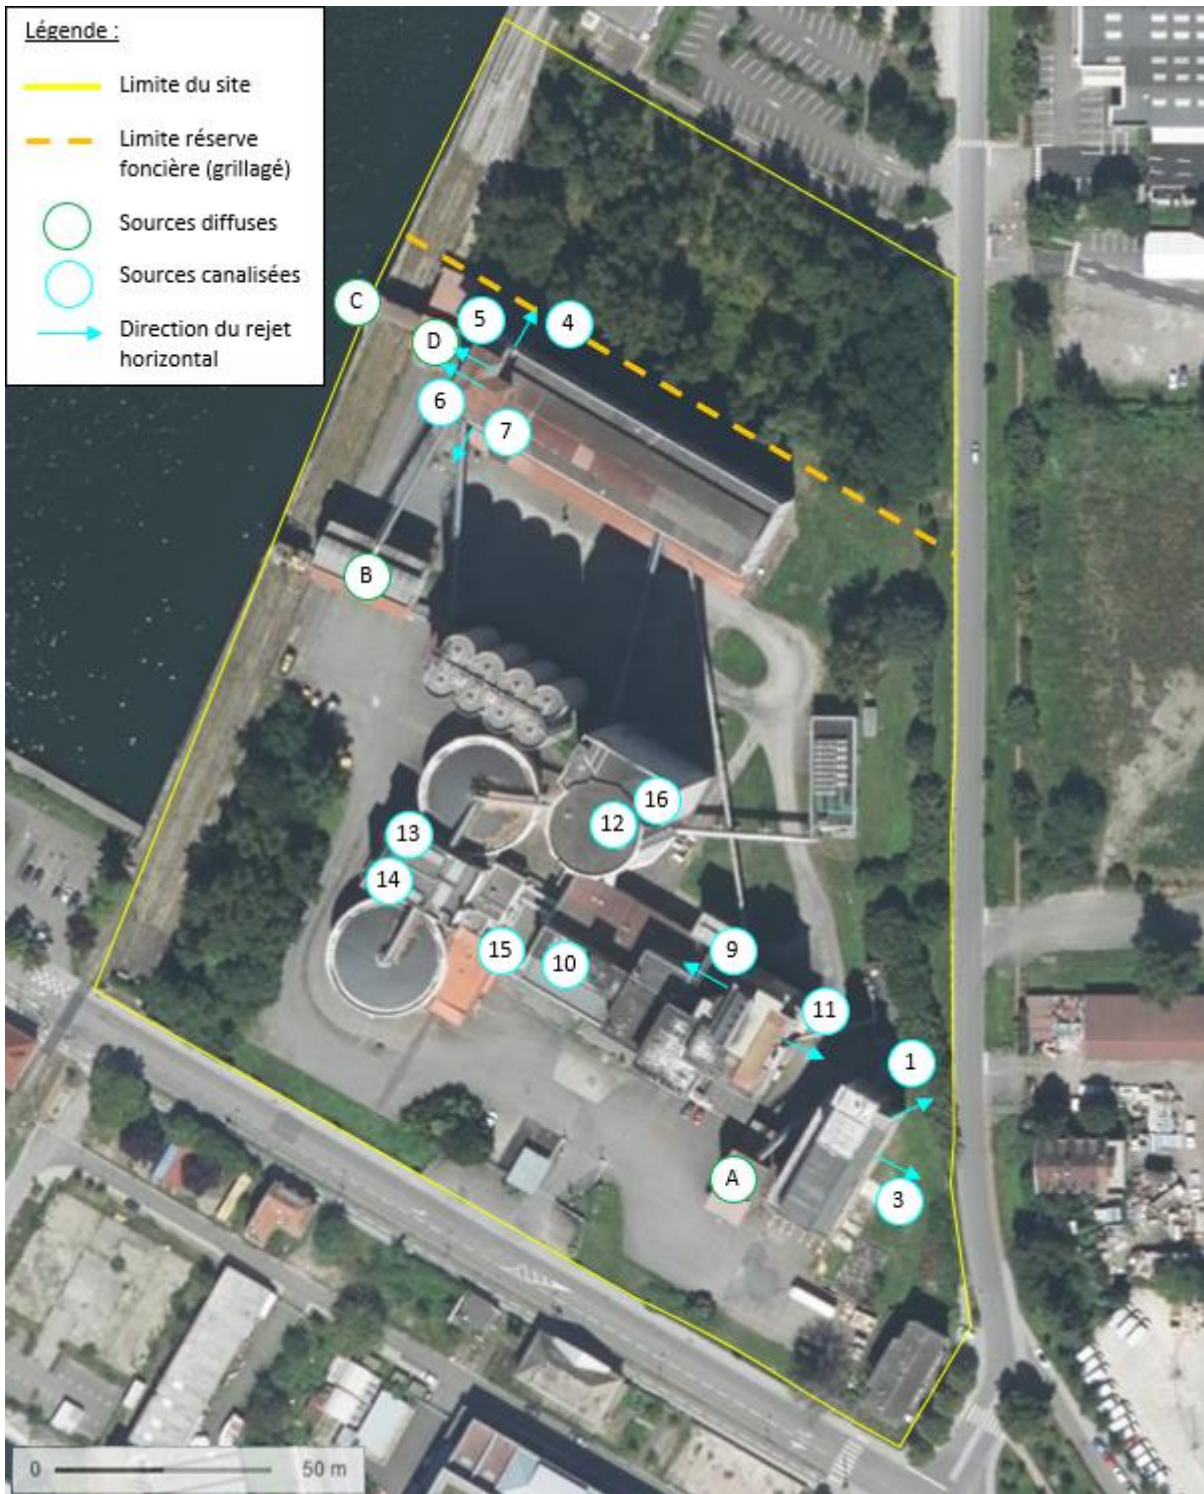 Légende :
Limite du site
Limite réserve
foncière (grillagé)
Sources diffuses
Sources canalisées
Direction du rejet
horizontal
C
5
4
D
6
7
B
16
12
13
14
15
10
9
11
1
A
3
0 50 m